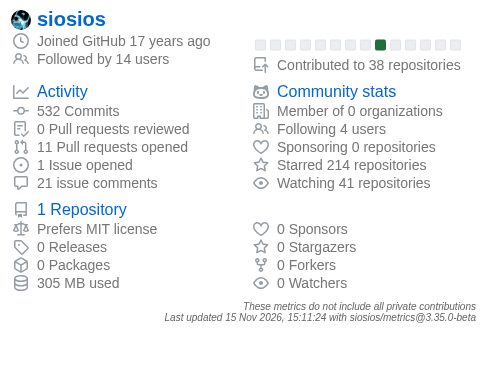 siosios
Joined GitHub 17 years ago
Followed by 14 users
Contributed to 38 repositories
Activity
532 Commits
0 Pull requests reviewed
11 Pull requests opened
1 Issue opened
21 issue comments
Community stats
Member of 0 organizations
Following 4 users
Sponsoring 0 repositories
Starred 214 repositories
Watching 41 repositories
1 Repository
Prefers MIT license
0 Releases
0 Packages
305 MB used
0 Sponsors
0 Stargazers
0 Forkers
0 Watchers
These metrics do not include all private contributions
Last updated 15 Nov 2026, 15:11:24 with siosios/metrics@3.35.0-beta